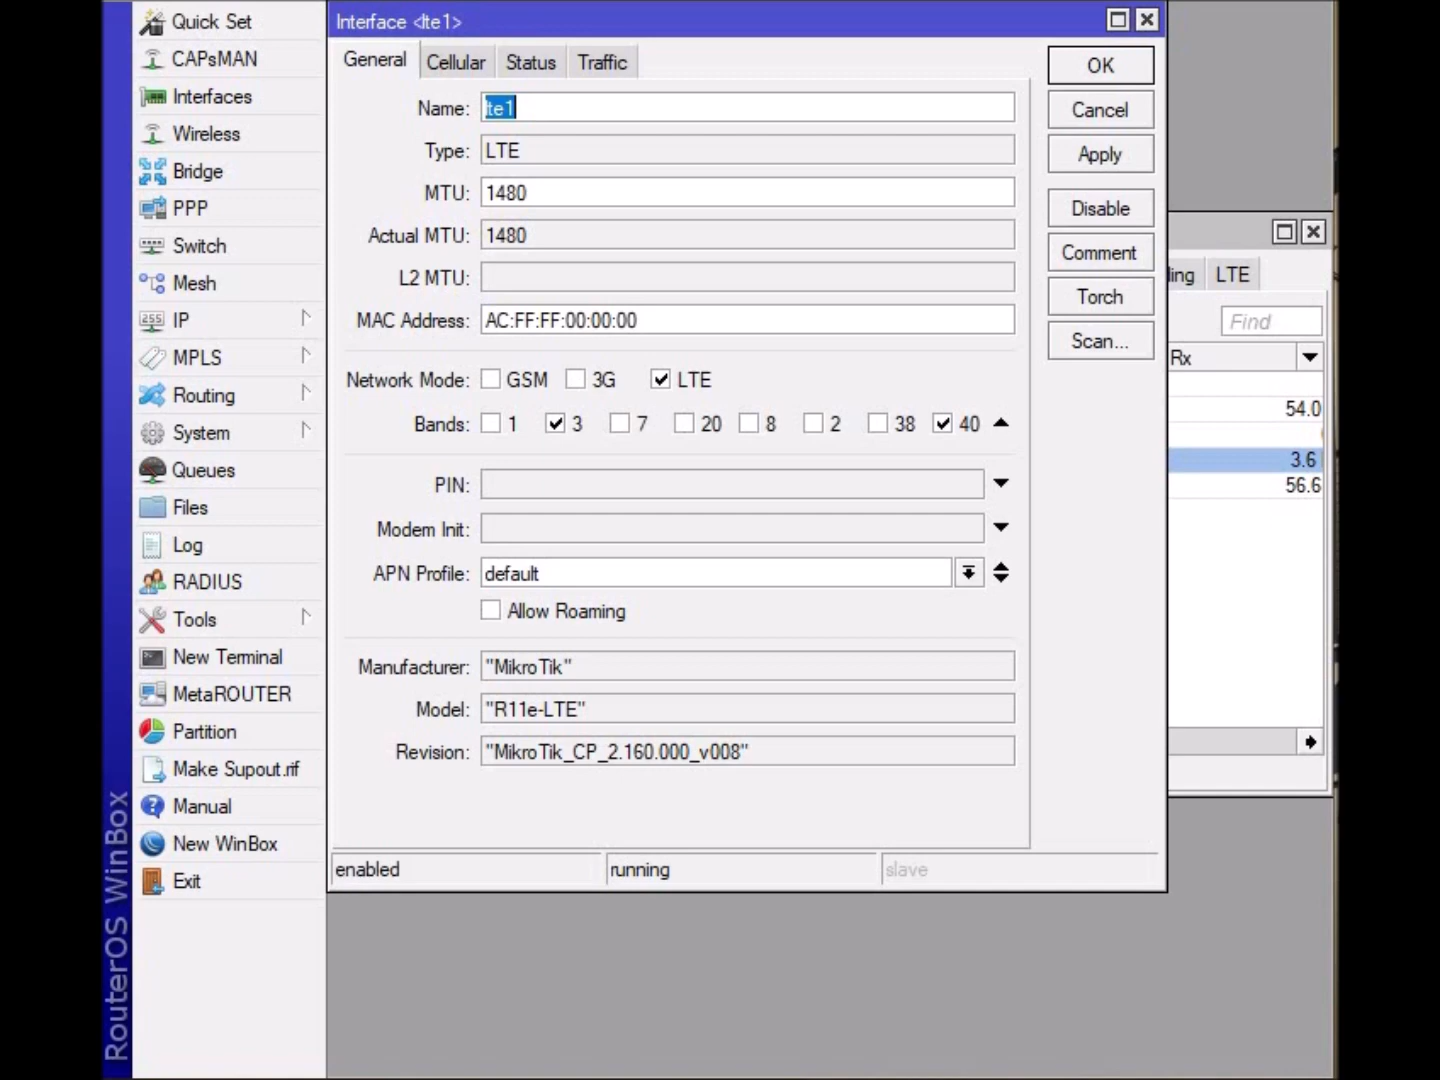 Quick Set
CAPsMAN
Interfaces
Wireless
Bridge
PPP
Switch
Mesh
IP
MPLS
Routing
System
Queues
Files
Log
RADIUS
Tools
New Terminal
MetaROUTER
Partition
Make Supout.rif
Manual
New WinBox
Exit
RouterOS WinBox
Interface <lte1>
General Cellular Status Traffic
Name: lte1
Type: LTE
MTU: 1480
Actual MTU: 1480
L2 MTU:
MAC Address: AC:FF:FF:00:00:00
Network Mode: GSM 3G LTE
Bands: 1 3 7 20 8 2 38 40
PIN:
Modem Init:
APN Profile: default
Allow Roaming
Manufacturer: "MikroTik"
Model: "R11e-LTE"
Revision: "MikroTik_CP_2.160.000_v008"
enabled running slave
OK
Cancel
Apply
Disable
Comment
Torch
Scan...
ling LTE
Find
Rx
54.0
3.6
56.6